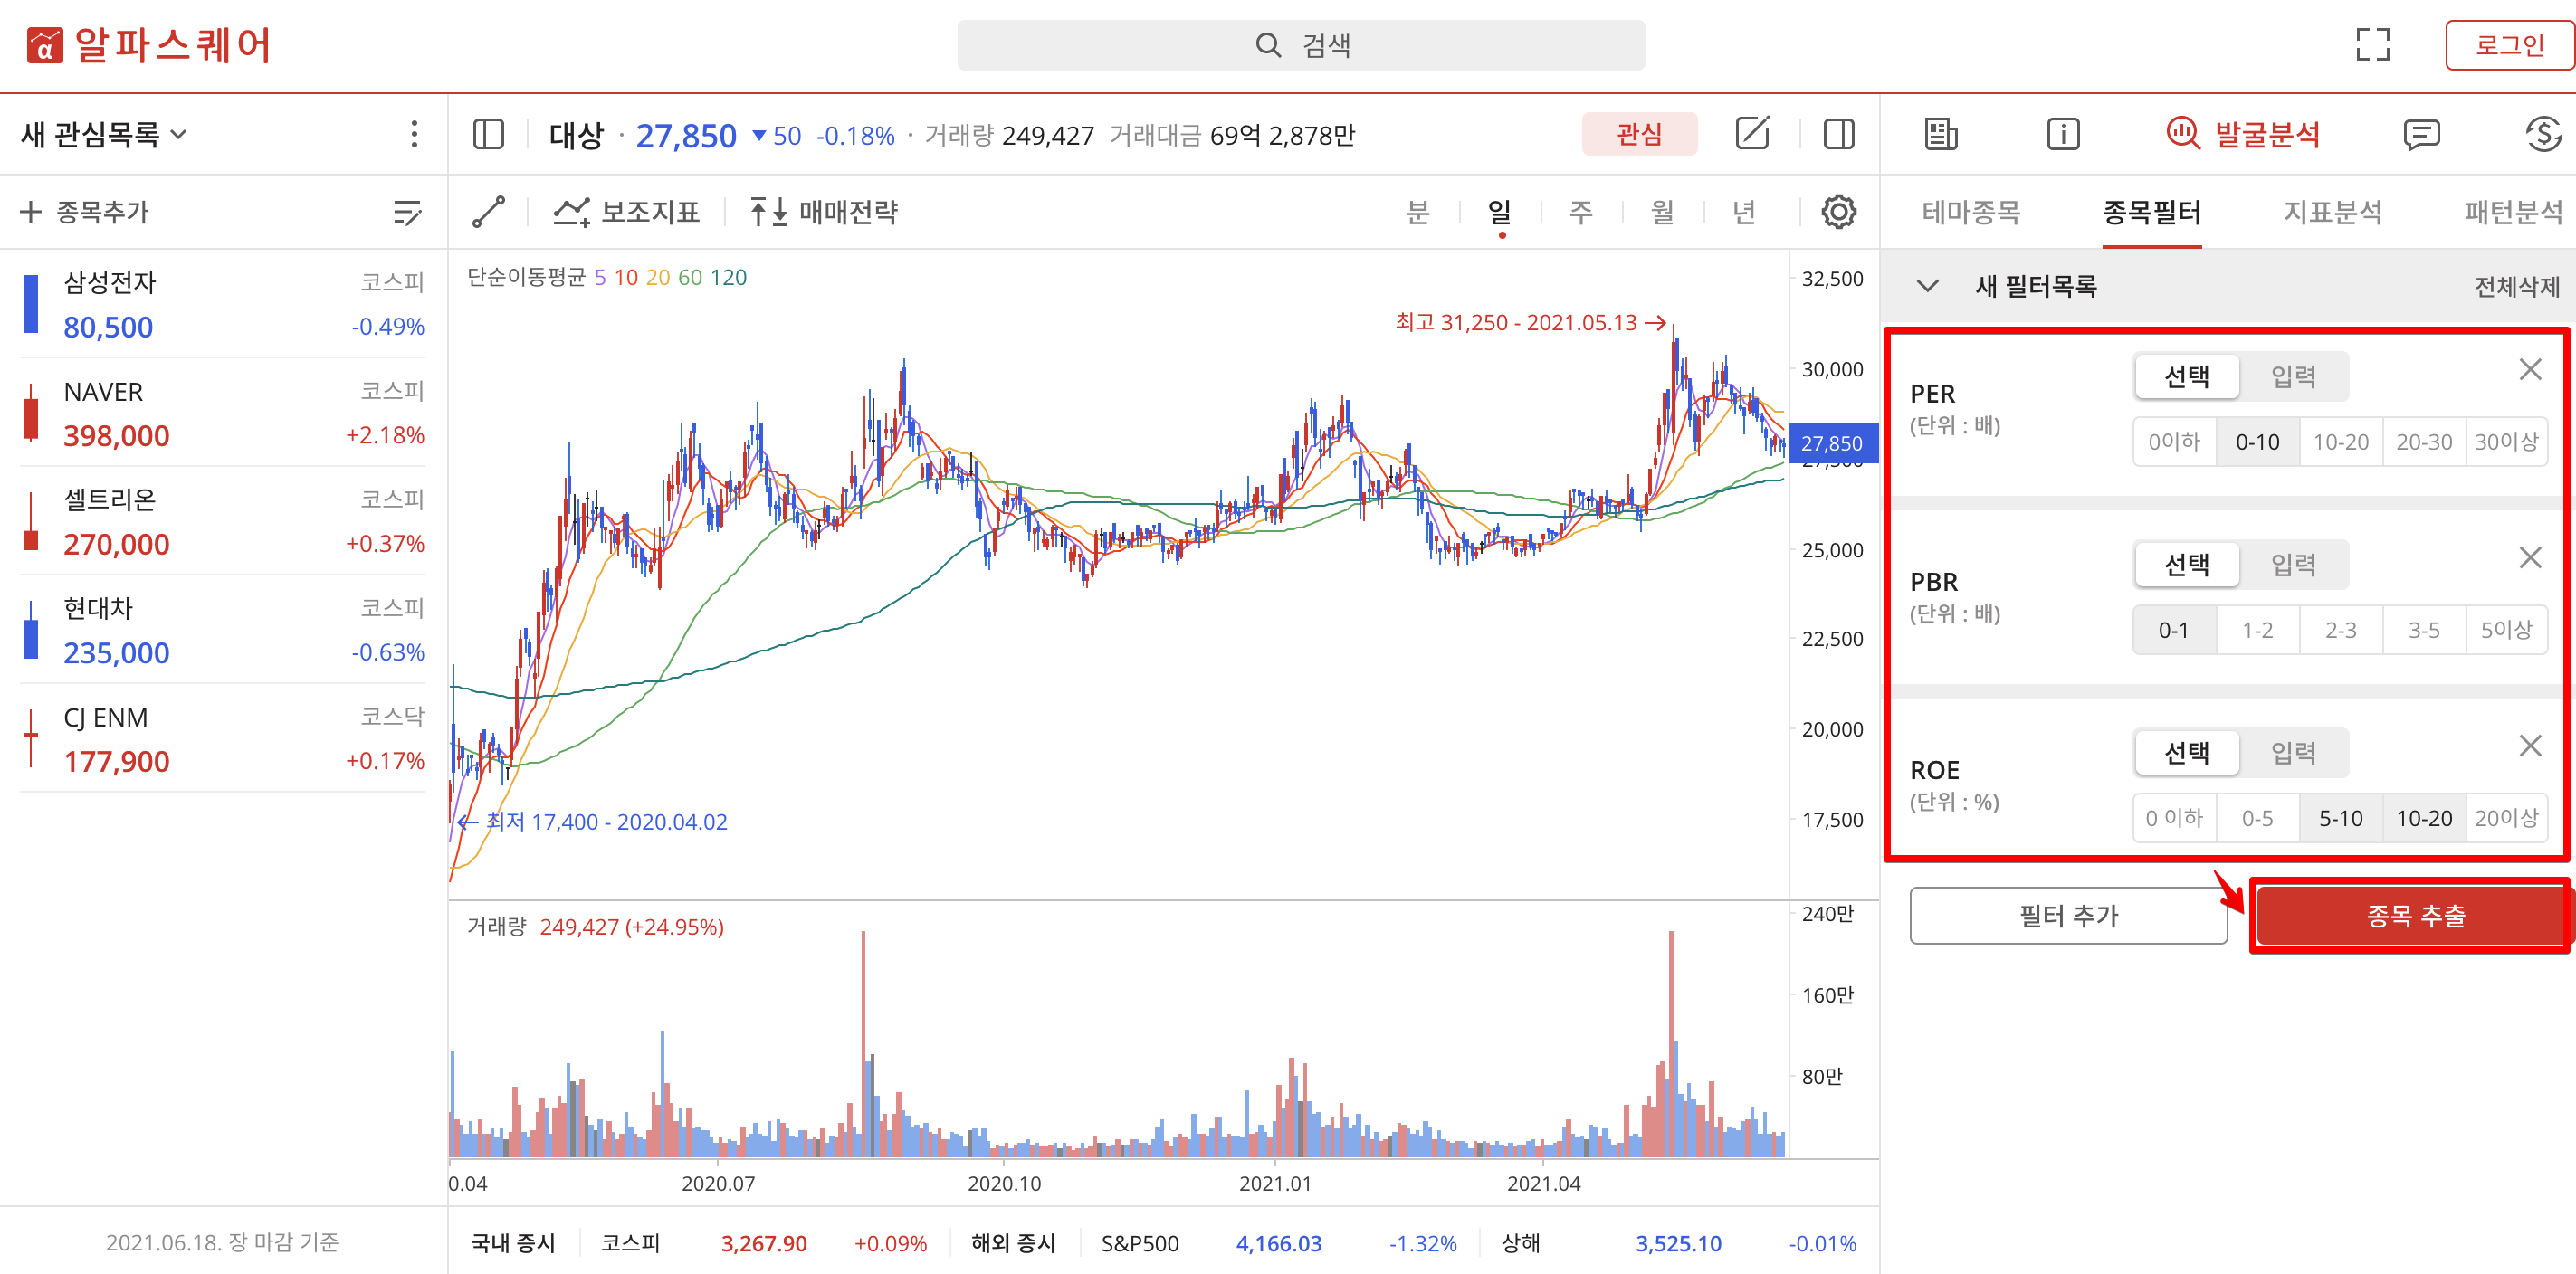 알파스퀘어
검색
로그인
새 관심목록
대상 · 27,850 ▼50 -0.18% · 거래량 249,427 거래대금 69억 2,878만
관심
발굴분석
종목추가
보조지표
매매전략
분 일 주 월 년
테마종목 종목필터 지표분석 패턴분석
삼성전자 코스피
80,500 -0.49%
NAVER 코스피
398,000 +2.18%
셀트리온 코스피
270,000 +0.37%
현대차 코스피
235,000 -0.63%
CJ ENM 코스닥
177,900 +0.17%
2021.06.18. 장 마감 기준
단순이동평균 5 10 20 60 120
최고 31,250 - 2021.05.13 →
← 최저 17,400 - 2020.04.02
32,500
30,000
27,850
27,500
25,000
22,500
20,000
17,500
거래량 249,427 (+24.95%)
240만
160만
80만
0.04 2020.07 2020.10 2021.01 2021.04
국내 증시 코스피 3,267.90 +0.09% 해외 증시 S&P500 4,166.03 -1.32% 상해 3,525.10 -0.01%
새 필터목록 전체삭제
PER
(단위 : 배)
선택 입력
0이하 0-10 10-20 20-30 30이상
PBR
(단위 : 배)
선택 입력
0-1 1-2 2-3 3-5 5이상
ROE
(단위 : %)
선택 입력
0 이하 0-5 5-10 10-20 20이상
필터 추가
종목 추출